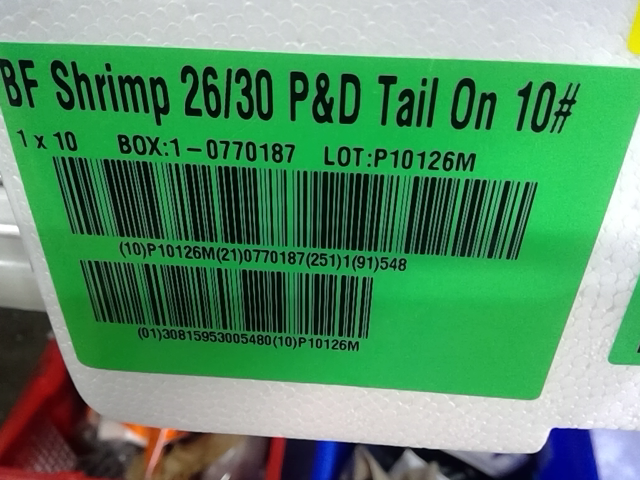 BF Shrimp 26/30 P&D Tail On 10#
1 x 10 BOX:1-0770187 LOT:P10126M
(10)P10126M(21)0770187(251)1(91)548
(01)30815953005480(10)P10126M